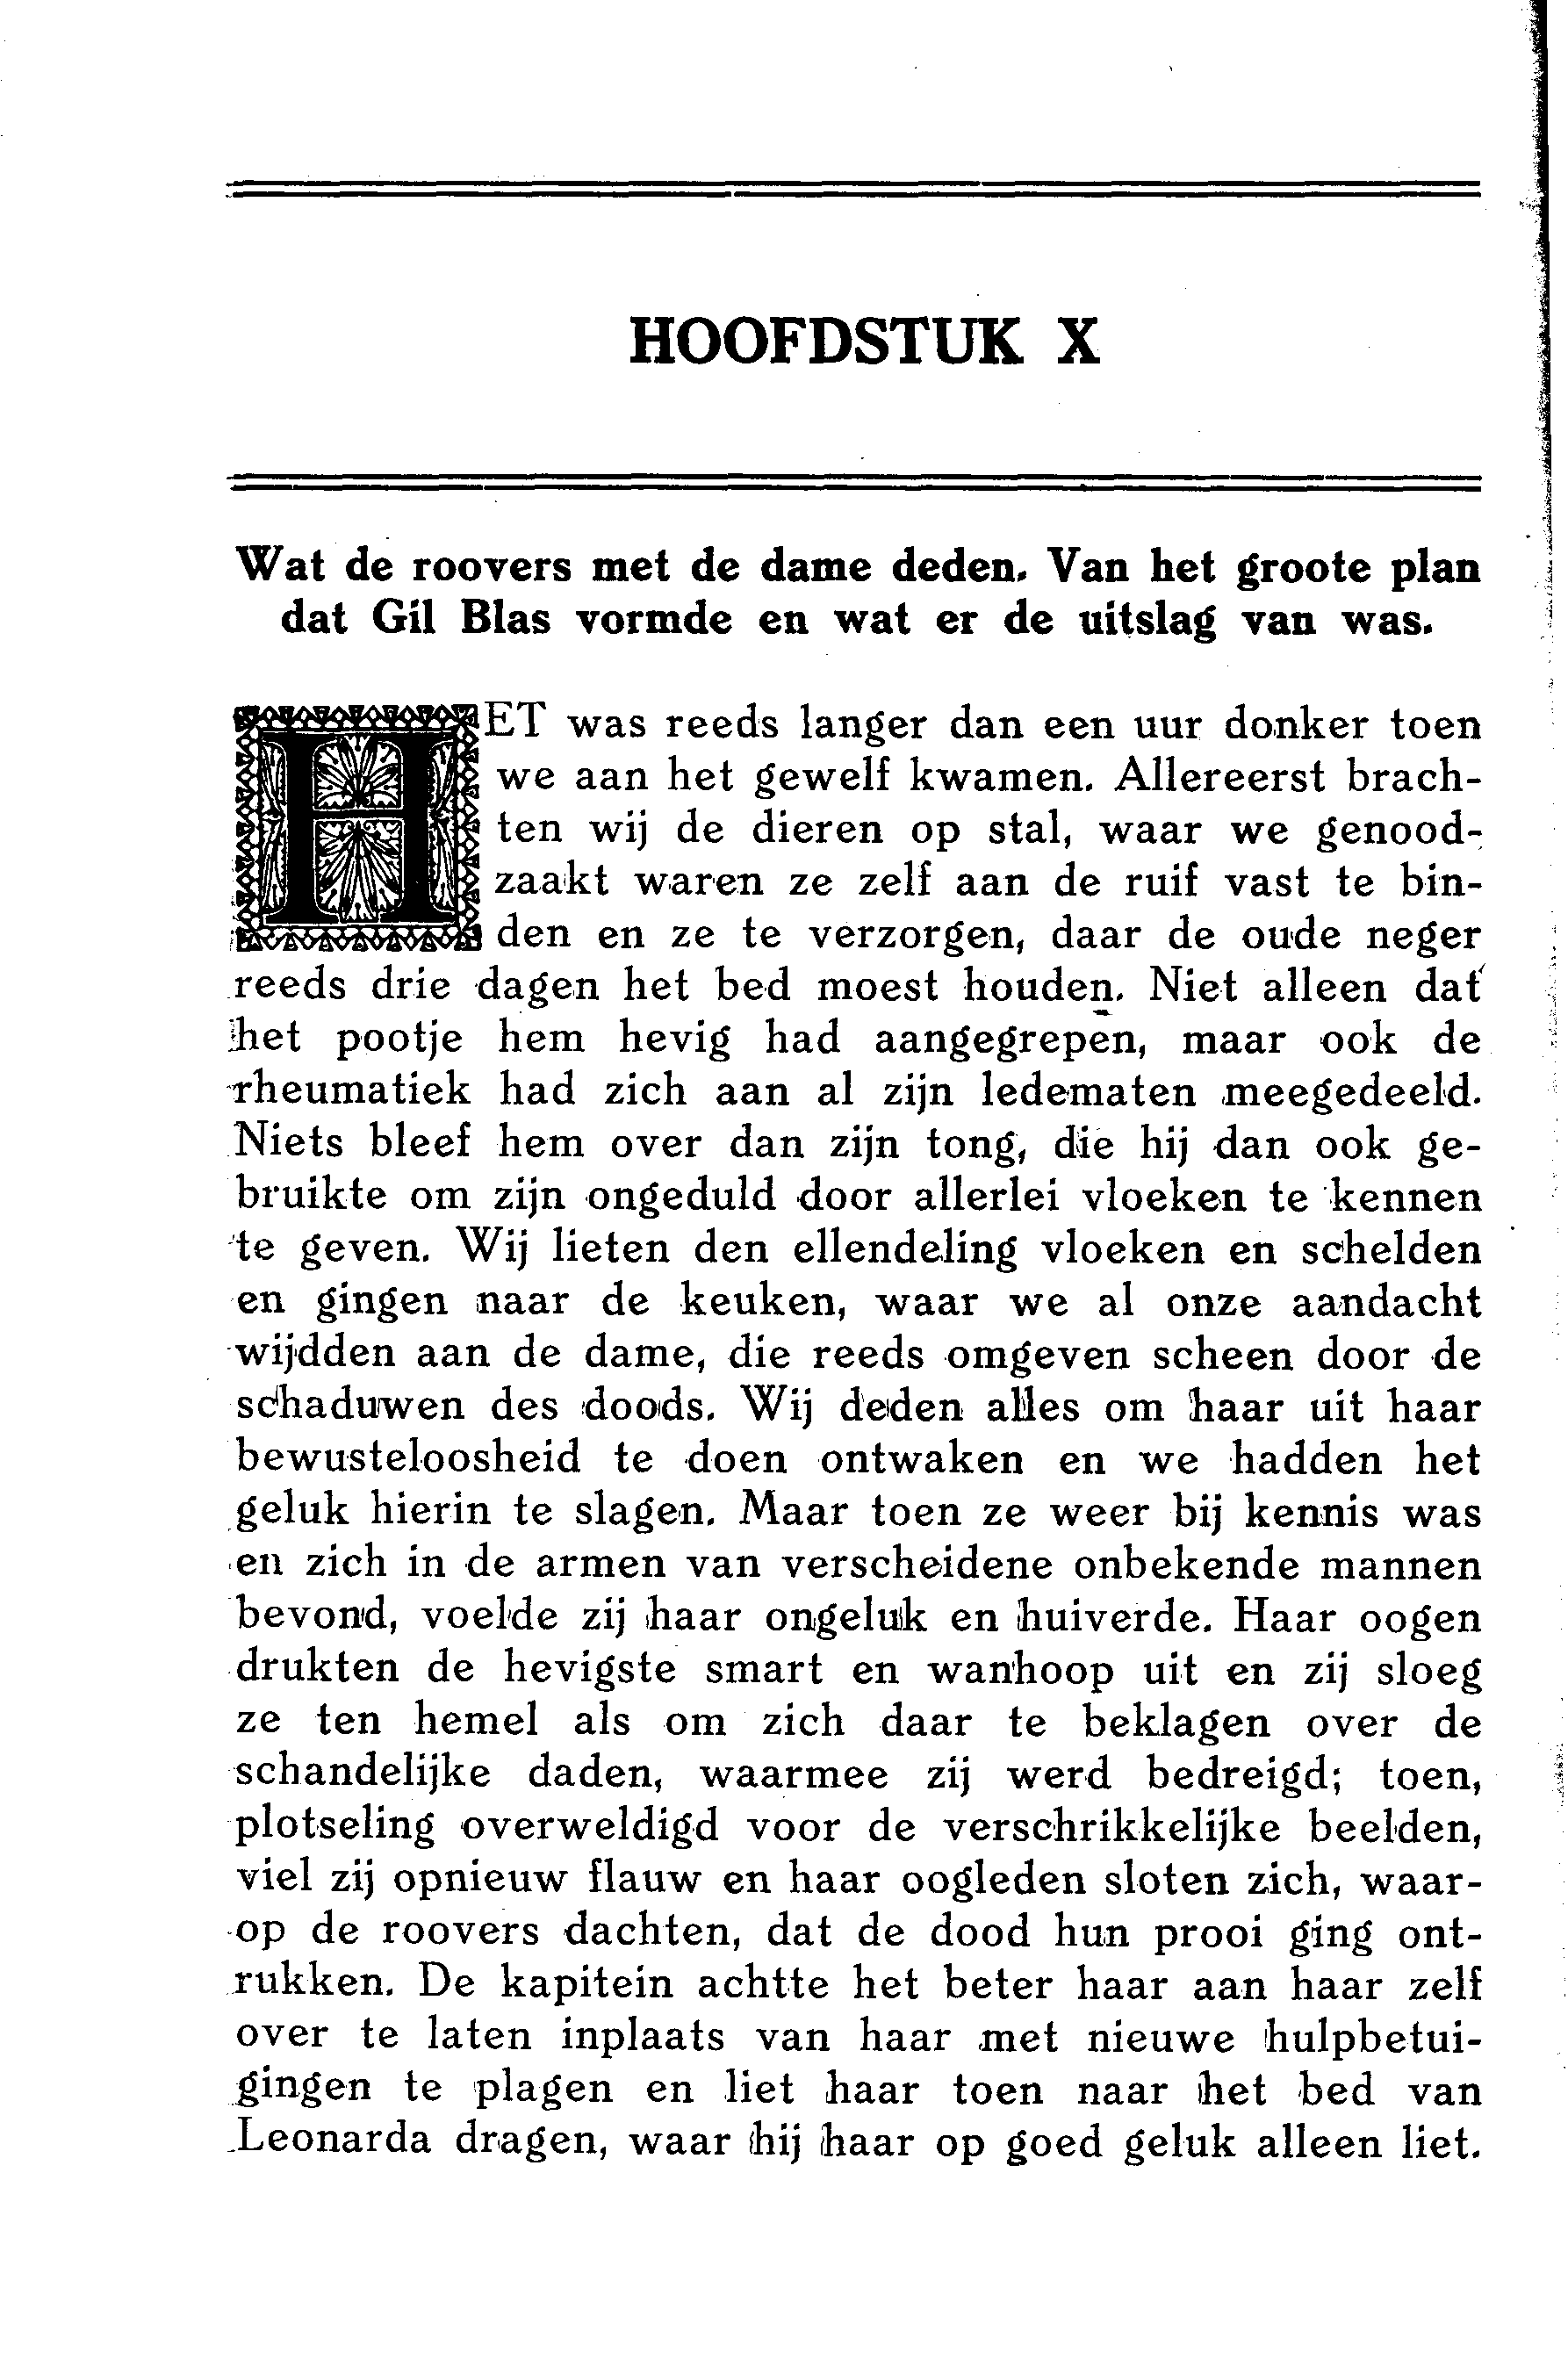 HOOFDSTUK X
Wat de roovers met de dame deden. Van het groote plan
dat Gil Blas vormde en wat er de uitslag van was.
HET was reeds langer dan een uur donker toen
we aan het gewelf kwamen. Allereerst brach-
ten wij de dieren op stal, waar we genood-
zaakt waren ze zelf aan de ruif vast te bin-
den en ze te verzorgen, daar de oude neger
reeds drie dagen het bed moest houden. Niet alleen dat
het pootje hem hevig had aangegrepen, maar ook de
rheumatiek had zich aan al zijn ledematen meegedeeld.
Niets bleef hem over dan zijn tong, die hij dan ook ge-
bruikte om zijn ongeduld door allerlei vloeken te kennen
te geven. Wij lieten den ellendeling vloeken en schelden
en gingen naar de keuken, waar we al onze aandacht
wijdden aan de dame, die reeds omgeven scheen door de
schaduwen des doods. Wij deden alles om haar uit haar
bewusteloosheid te doen ontwaken en we hadden het
geluk hierin te slagen. Maar toen ze weer bij kennis was
en zich in de armen van verscheidene onbekende mannen
bevond, voelde zij haar ongeluk en huiverde. Haar oogen
drukten de hevigste smart en wanhoop uit en zij sloeg
ze ten hemel als om zich daar te beklagen over de
schandelijke daden, waarmee zij werd bedreigd; toen,
plotseling overweldigd voor de verschrikkelijke beelden,
viel zij opnieuw flauw en haar oogleden sloten zich, waar-
op de roovers dachten, dat de dood hun prooi ging ont-
rukken. De kapitein achtte het beter haar aan haar zelf
over te laten inplaats van haar met nieuwe hulpbetui-
gingen te plagen en liet haar toen naar het bed van
Leonarda dragen, waar hij haar op goed geluk alleen liet.